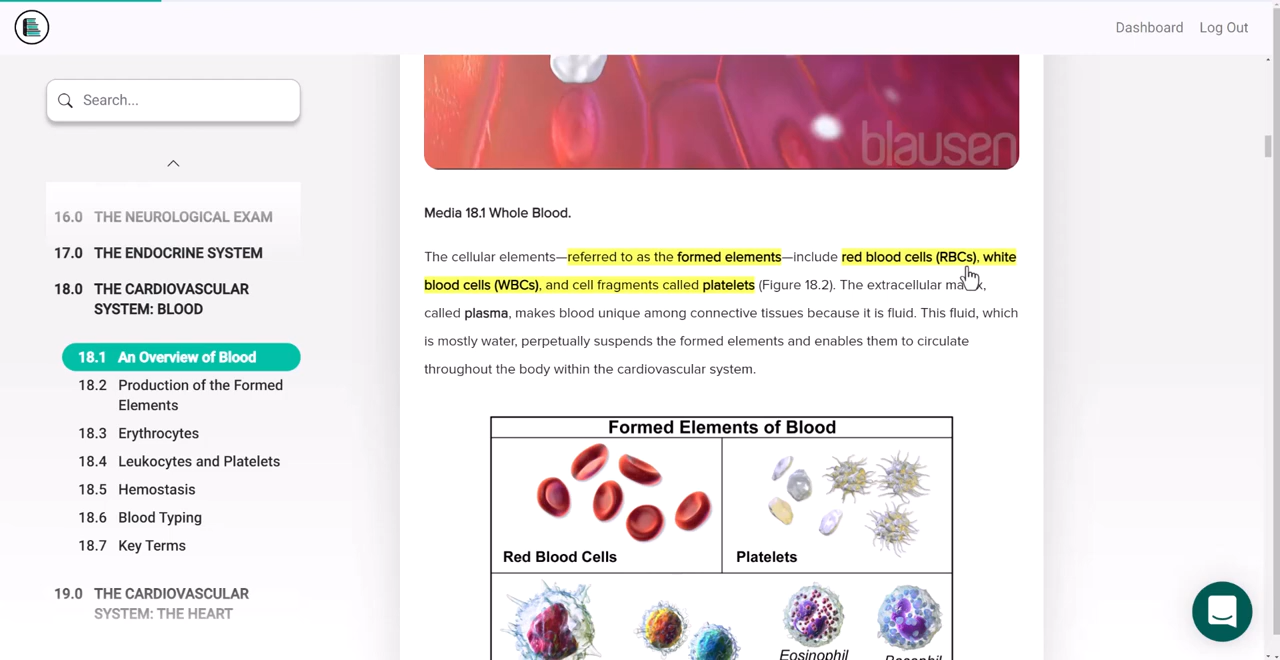 Dashboard Log Out
Search...
16.0 THE NEUROLOGICAL EXAM
17.0 THE ENDOCRINE SYSTEM
18.0 THE CARDIOVASCULAR
SYSTEM: BLOOD
18.1 An Overview of Blood
18.2 Production of the Formed
Elements
18.3 Erythrocytes
18.4 Leukocytes and Platelets
18.5 Hemostasis
18.6 Blood Typing
18.7 Key Terms
19.0 THE CARDIOVASCULAR
SYSTEM: THE HEART
blausen
Media 18.1 Whole Blood.
The cellular elements—referred to as the formed elements—include red blood cells (RBCs), white
blood cells (WBCs), and cell fragments called platelets (Figure 18.2). The extracellular
called plasma, makes blood unique among connective tissues because it is fluid. This fluid, which
is mostly water, perpetually suspends the formed elements and enables them to circulate
throughout the body within the cardiovascular system.
Formed Elements of Blood
Red Blood Cells
Platelets
Eosinophil